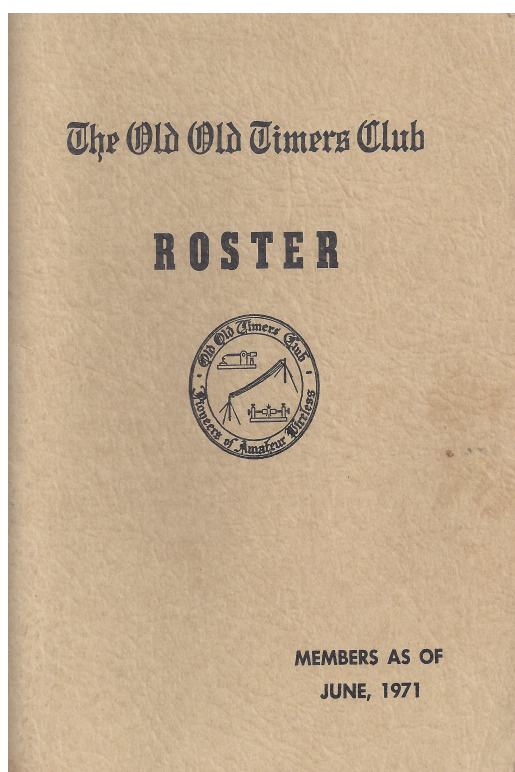 The Old Old Timers Club
ROSTER
Old Old Timers Club
Pioneers of Amateur Wireless
MEMBERS AS OF
JUNE, 1971